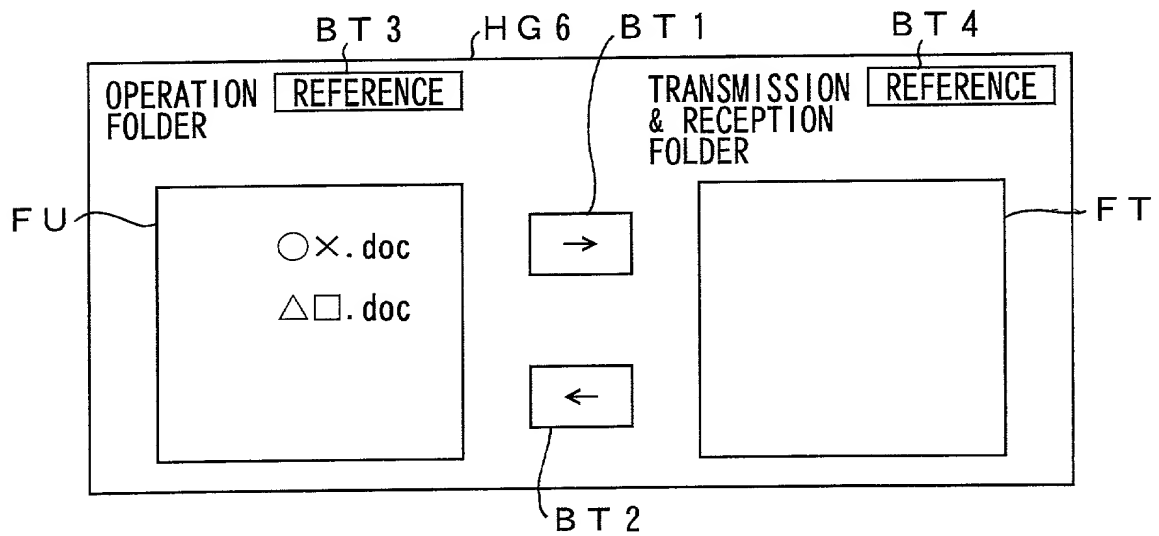 BT3
HG6
BT1
BT4
OPERATION FOLDER
REFERENCE
TRANSMISSION & RECEPTION FOLDER
REFERENCE
FU
○×.doc
△□.doc
→
←
FT
BT2